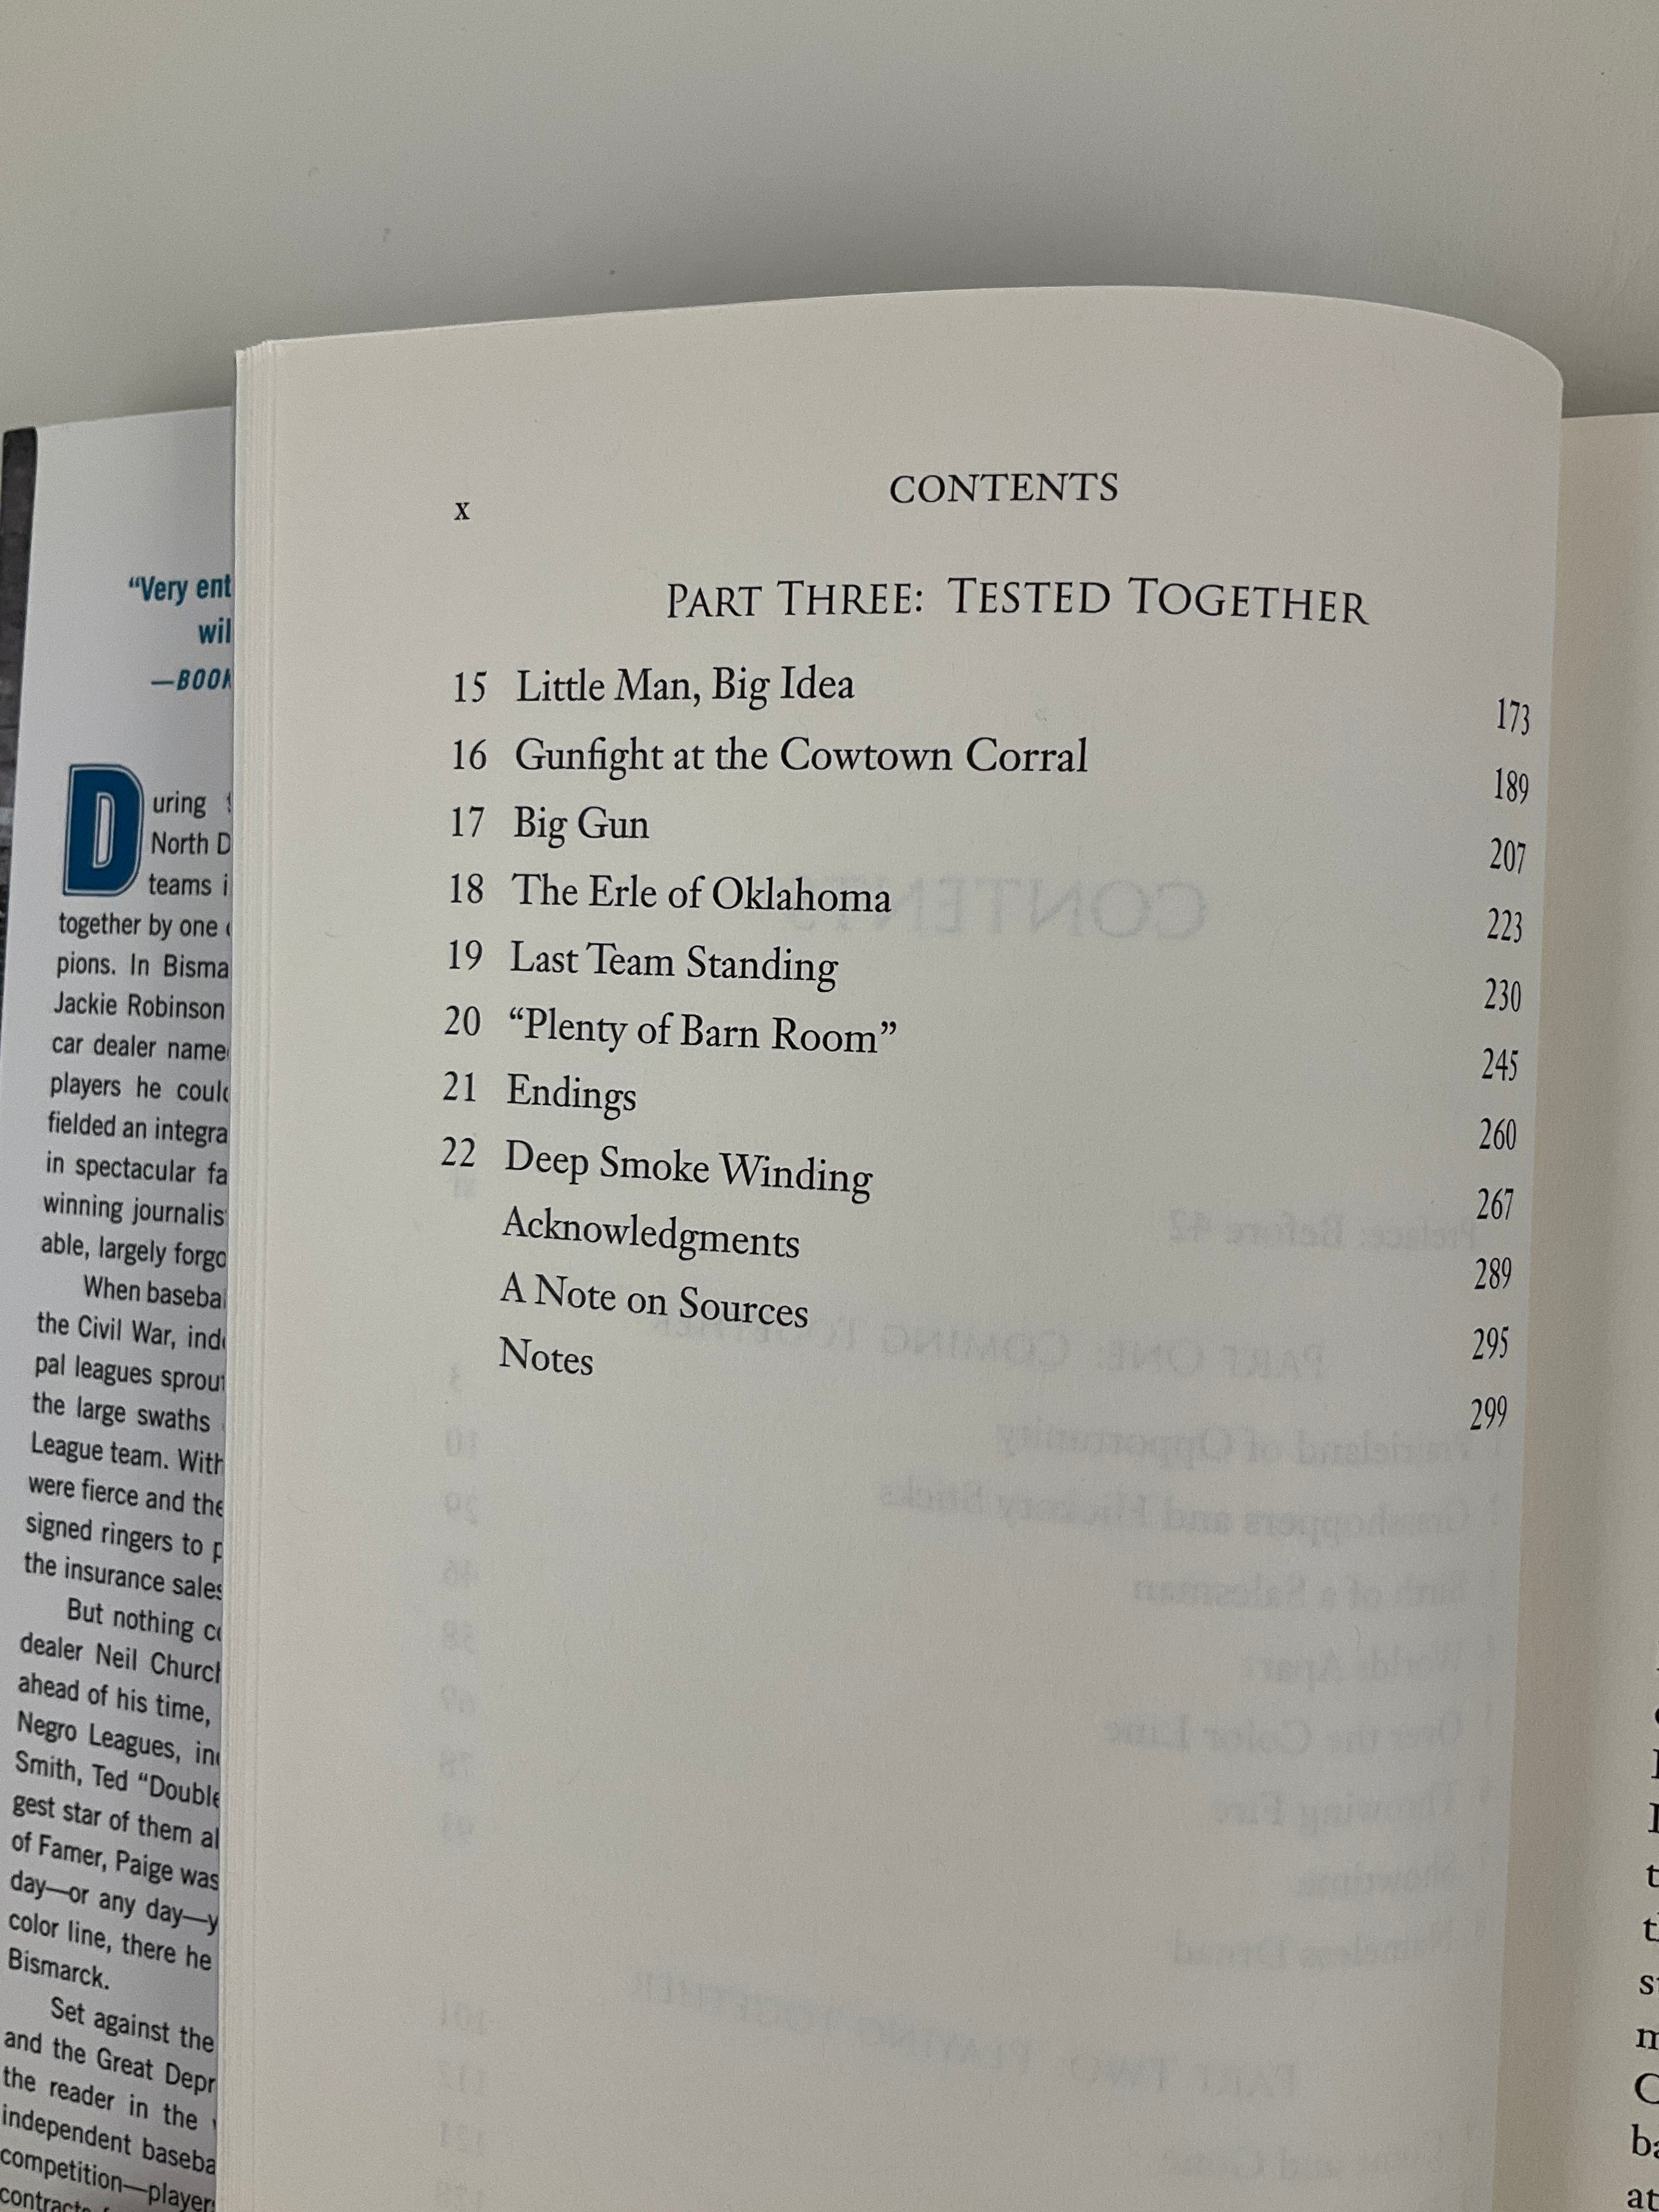 “Very ent
wil
—BOOK
During
North D
teams i
together by one
pions. In Bisma
Jackie Robinson
car dealer name
players he coul
fielded an integra
in spectacular fa
winning journalis
able, largely forgo
When baseba
the Civil War, ind
pal leagues sprou
the large swaths
League team. With
were fierce and the
signed ringers to p
the insurance sales
But nothing c
dealer Neil Church
ahead of his time,
Negro Leagues, in
Smith, Ted “Double
gest star of them al
of Famer, Paige was
day—or any day—y
color line, there he
Bismarck.
Set against the
and the Great Depr
the reader in the
independent baseba
competition—player
x CONTENTS
PART THREE: TESTED TOGETHER
15 Little Man, Big Idea 173
16 Gunfight at the Cowtown Corral 189
17 Big Gun 207
18 The Erle of Oklahoma 223
19 Last Team Standing 230
20 “Plenty of Barn Room” 245
21 Endings 260
22 Deep Smoke Winding 267
Acknowledgments 289
A Note on Sources 295
Notes 299